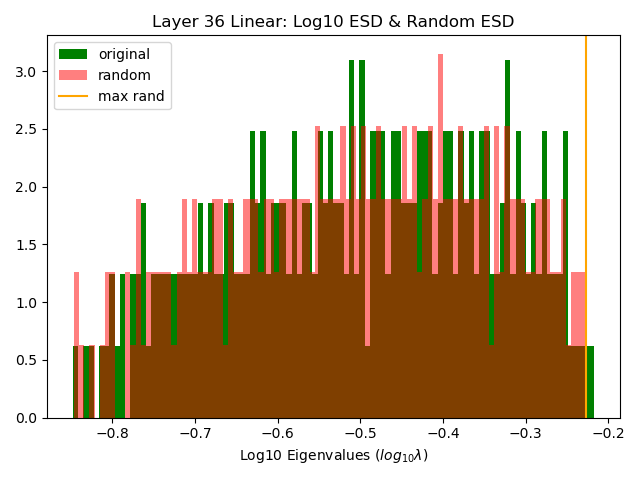 Layer 36 Linear: Log10 ESD & Random ESD
original
random
max rand
3.0
2.5
2.0
1.5
1.0
0.5
0.0
−0.8 −0.7 −0.6 −0.5 −0.4 −0.3 −0.2
Log10 Eigenvalues (log₁₀λ)